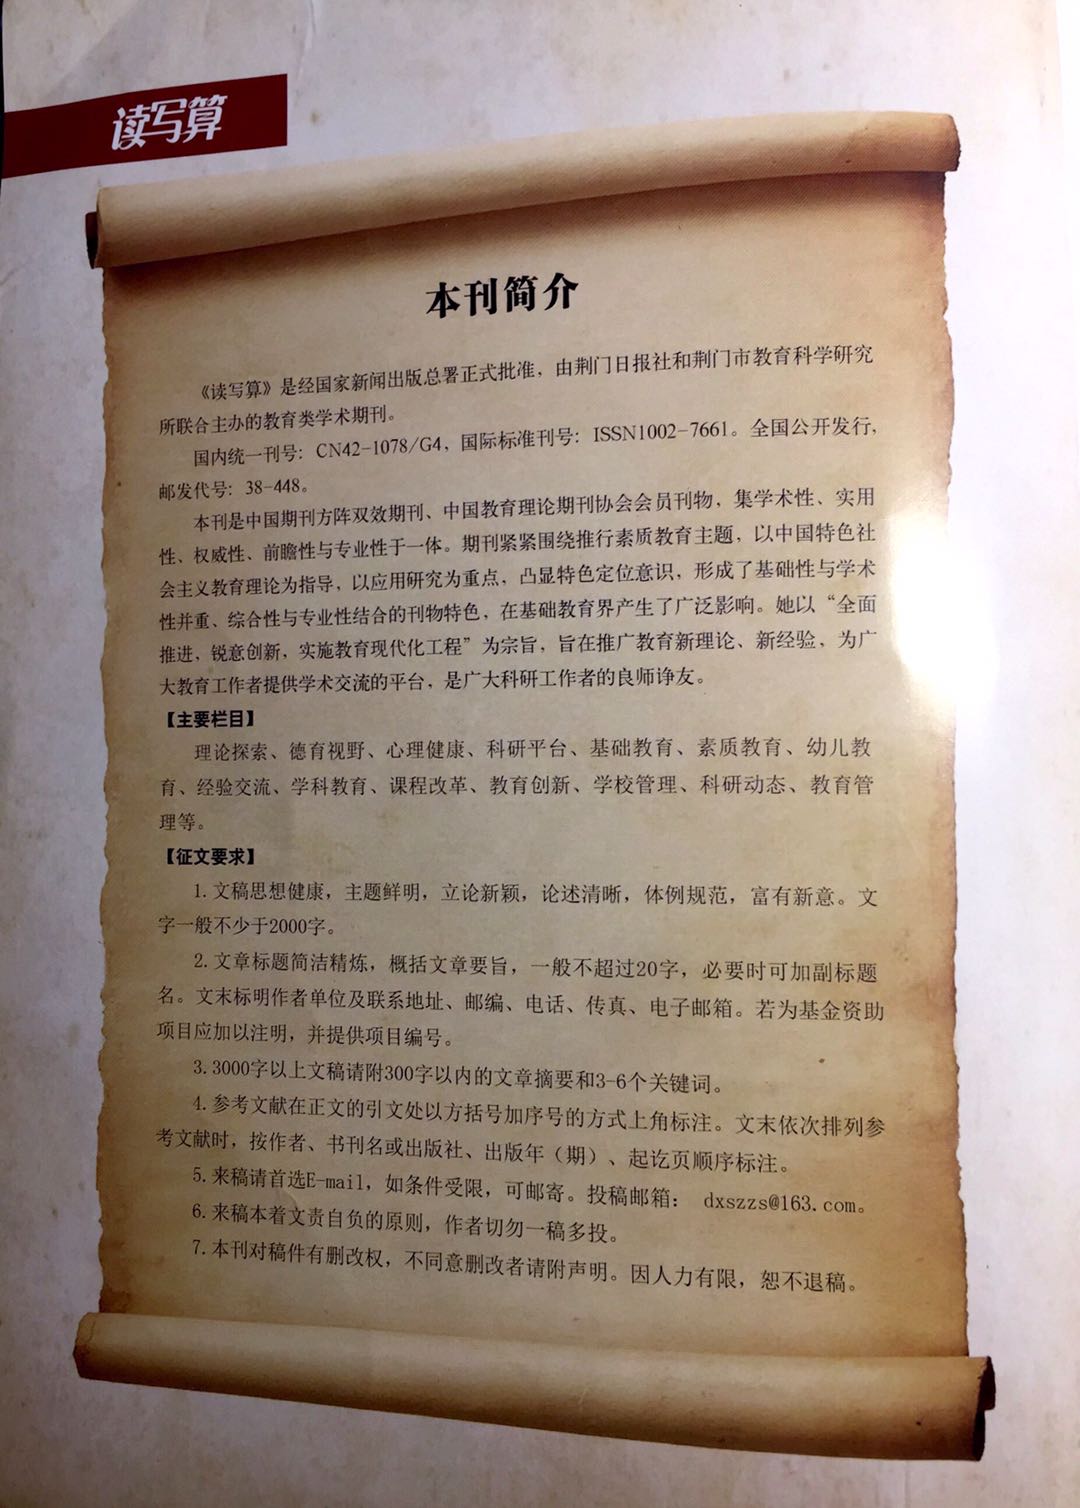 读写算
本刊简介
《读写算》是经国家新闻出版总署正式批准，由荆门日报社和荆门市教育科学研究
所联合主办的教育类学术期刊。
国内统一刊号：CN42-1078/G4，国际标准刊号：ISSN1002-7661。全国公开发行，
邮发代号：38-448。
本刊是中国期刊方阵双效期刊、中国教育理论期刊协会会员刊物，集学术性、实用
性、权威性、前瞻性与专业性于一体。期刊紧紧围绕推行素质教育主题，以中国特色社
会主义教育理论为指导，以应用研究为重点，凸显特色定位意识，形成了基础性与学术
性并重、综合性与专业性结合的刊物特色，在基础教育界产生了广泛影响。她以“全面
推进，锐意创新，实施教育现代化工程”为宗旨，旨在推广教育新理论、新经验，为广
大教育工作者提供学术交流的平台，是广大科研工作者的良师诤友。
【主要栏目】
理论探索、德育视野、心理健康、科研平台、基础教育、素质教育、幼儿教
育、经验交流、学科教育、课程改革、教育创新、学校管理、科研动态、教育管
理等。
【征文要求】
1.文稿思想健康，主题鲜明，立论新颖，论述清晰，体例规范，富有新意。文
字一般不少于2000字。
2.文章标题简洁精炼，概括文章要旨，一般不超过20字，必要时可加副标题
名。文末标明作者单位及联系地址、邮编、电话、传真、电子邮箱。若为基金资助
项目应加以注明，并提供项目编号。
3.3000字以上文稿请附300字以内的文章摘要和3-6个关键词。
4.参考文献在正文的引文处以方括号加序号的方式上角标注。文末依次排列参
考文献时，按作者、书刊名或出版社、出版年（期）、起讫页顺序标注。
5.来稿请首选E-mail，如条件受限，可邮寄。投稿邮箱： dxszzs@163.com。
6.来稿本着文责自负的原则，作者切勿一稿多投。
7.本刊对稿件有删改权，不同意删改者请附声明。因人力有限，恕不退稿。